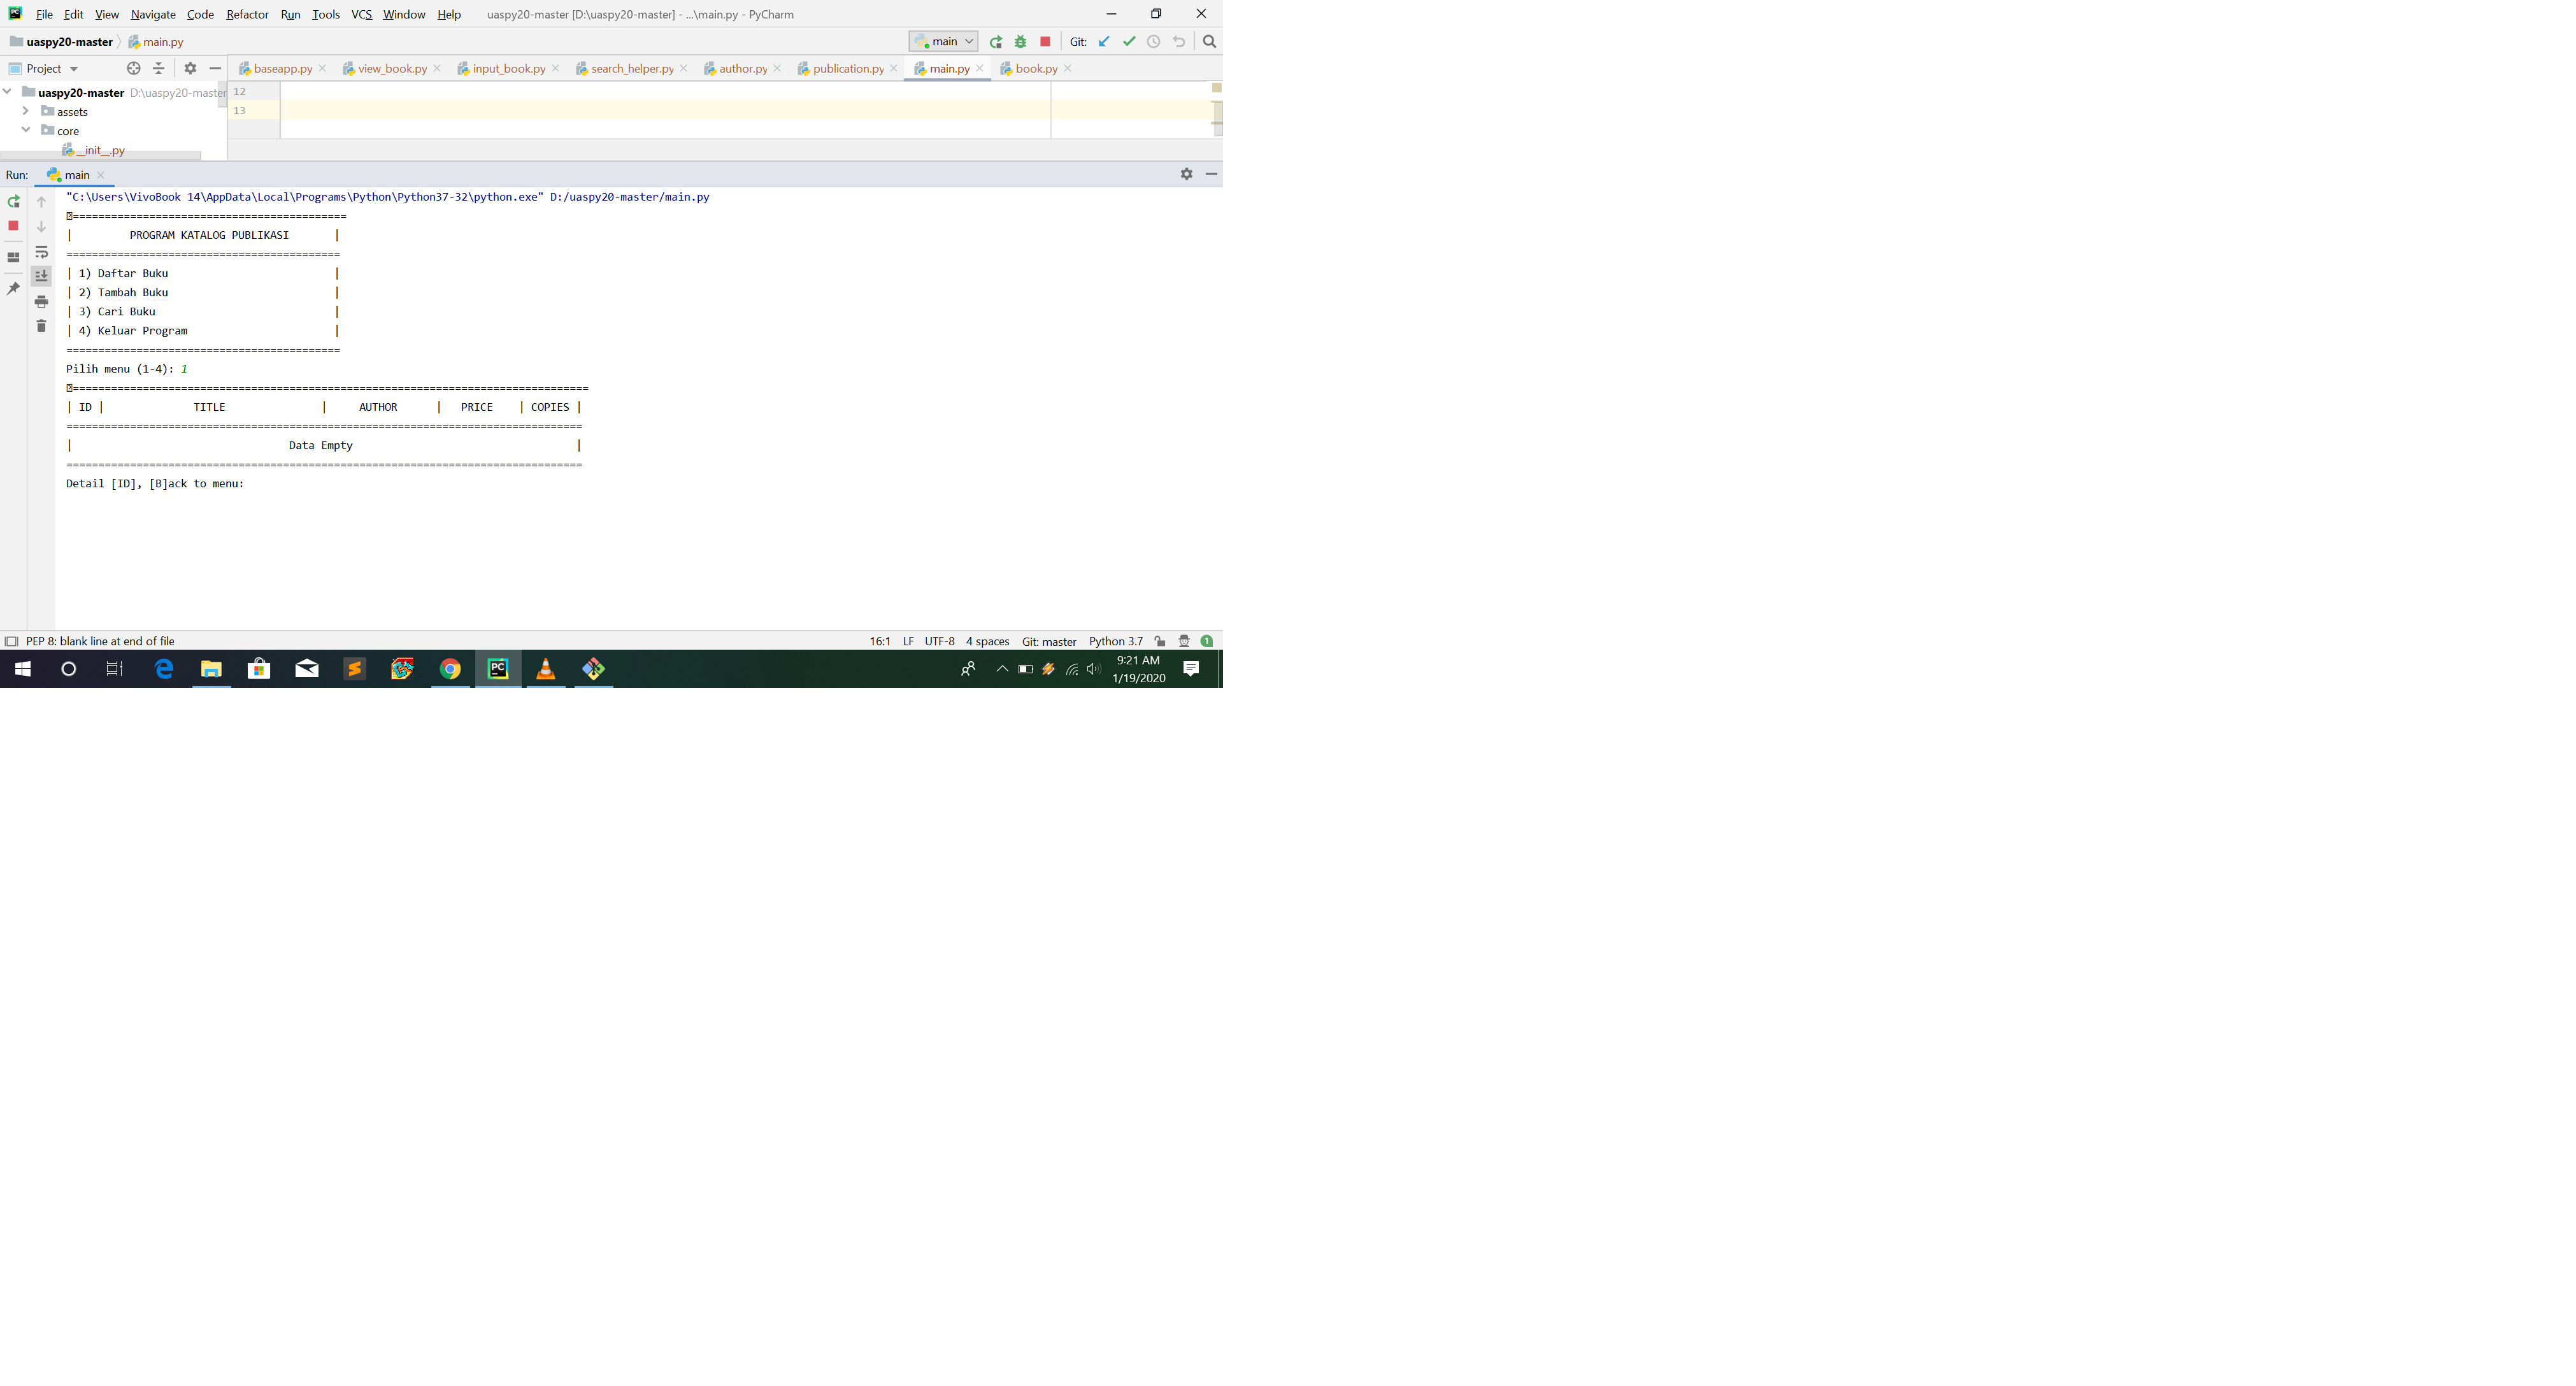 File Edit View Navigate Code Refactor Run Tools VCS Window Help uaspy20-master [D:\uaspy20-master] - ...\main.py - PyCharm
uaspy20-master main.py main Git:
Project baseapp.py view_book.py input_book.py search_helper.py author.py publication.py main.py book.py
uaspy20-master D:\uaspy20-master 12
assets 13
core
__init__.py
Run: main
"C:\Users\VivoBook 14\AppData\Local\Programs\Python\Python37-32\python.exe" D:/uaspy20-master/main.py
===========================================
| PROGRAM KATALOG PUBLIKASI |
===========================================
| 1) Daftar Buku |
| 2) Tambah Buku |
| 3) Cari Buku |
| 4) Keluar Program |
===========================================
Pilih menu (1-4): 1
=================================================================================
| ID | TITLE | AUTHOR | PRICE | COPIES |
=================================================================================
| Data Empty |
=================================================================================
Detail [ID], [B]ack to menu:
PEP 8: blank line at end of file 16:1 LF UTF-8 4 spaces Git: master Python 3.7 1
9:21 AM
1/19/2020